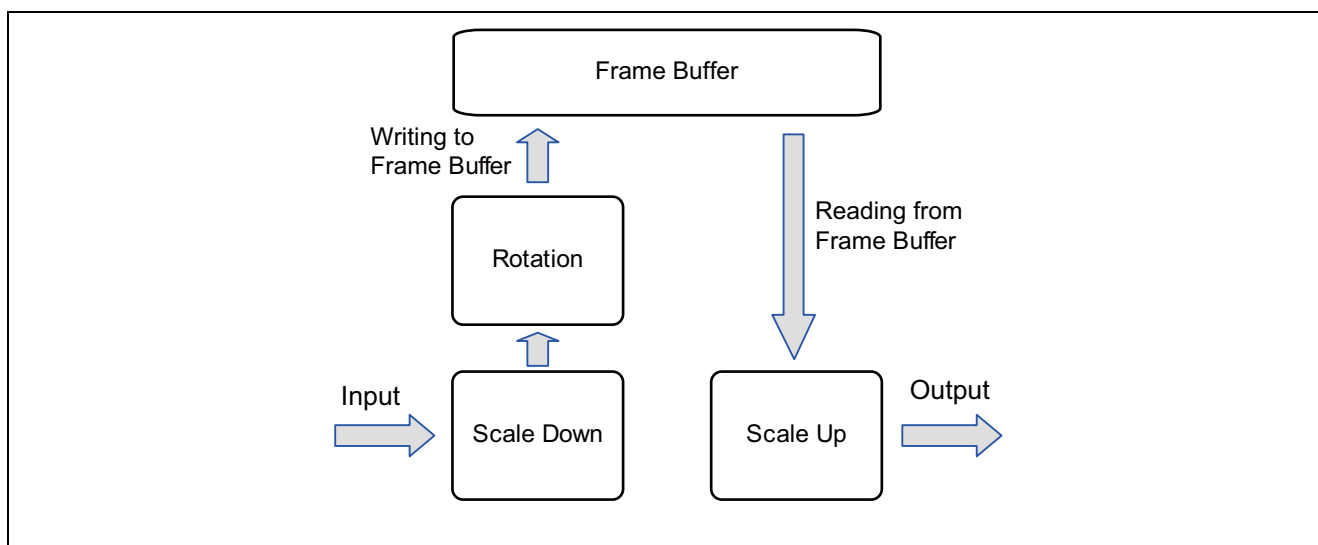 Frame Buffer
Writing to
Frame Buffer
Reading from
Frame Buffer
Rotation
Input
Scale Down
Scale Up
Output